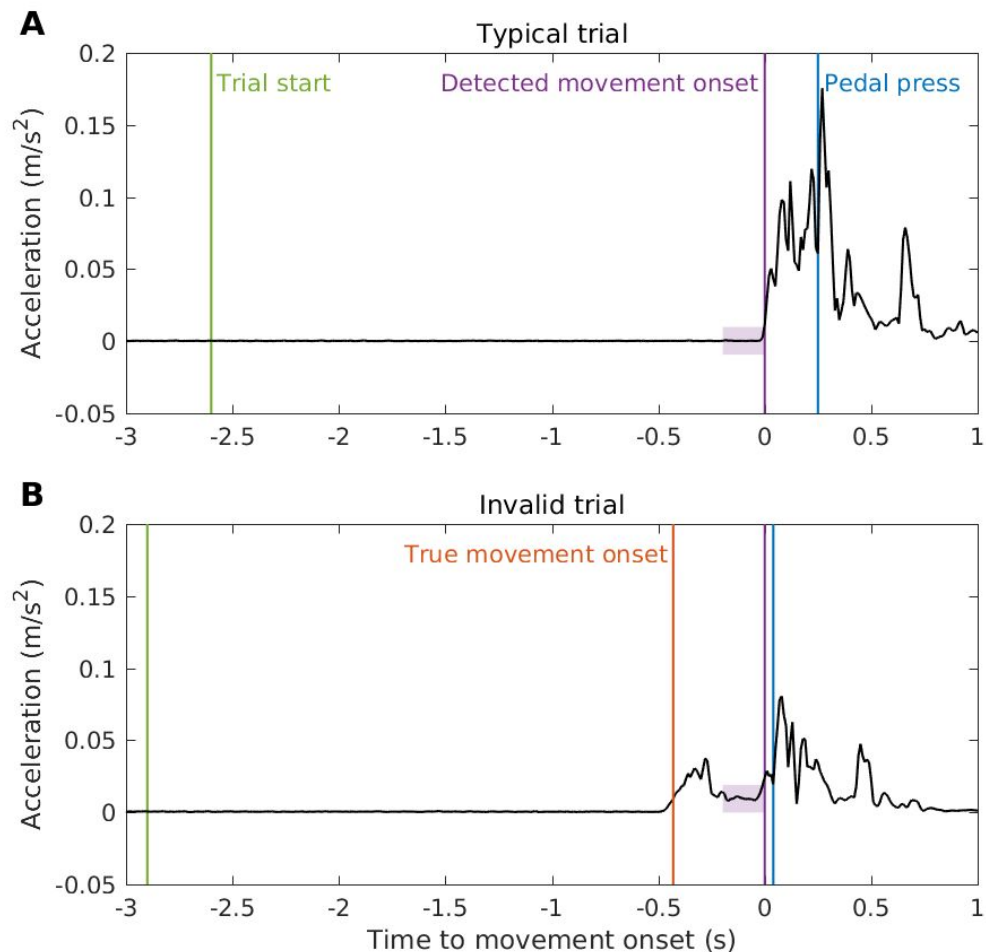 A
Typical trial
Trial start
Detected movement onset
Pedal press
Acceleration (m/s²)
0.2
0.15
0.1
0.05
0
-0.05
-3 -2.5 -2 -1.5 -1 -0.5 0 0.5 1
B
Invalid trial
True movement onset
Acceleration (m/s²)
0.2
0.15
0.1
0.05
0
-0.05
-3 -2.5 -2 -1.5 -1 -0.5 0 0.5 1
Time to movement onset (s)